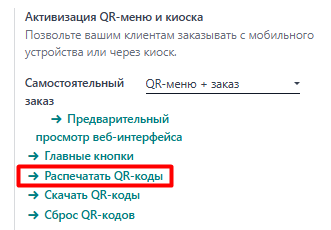 Активизация QR-меню и киоска
Позвольте вашим клиентам заказывать с мобильного
устройства или через киоск.
Самостоятельный
заказ
QR-меню + заказ
→ Предварительный
просмотр веб-интерфейса
→ Главные кнопки
→ Распечатать QR-коды
→ Скачать QR-коды
→ Сброс QR-кодов